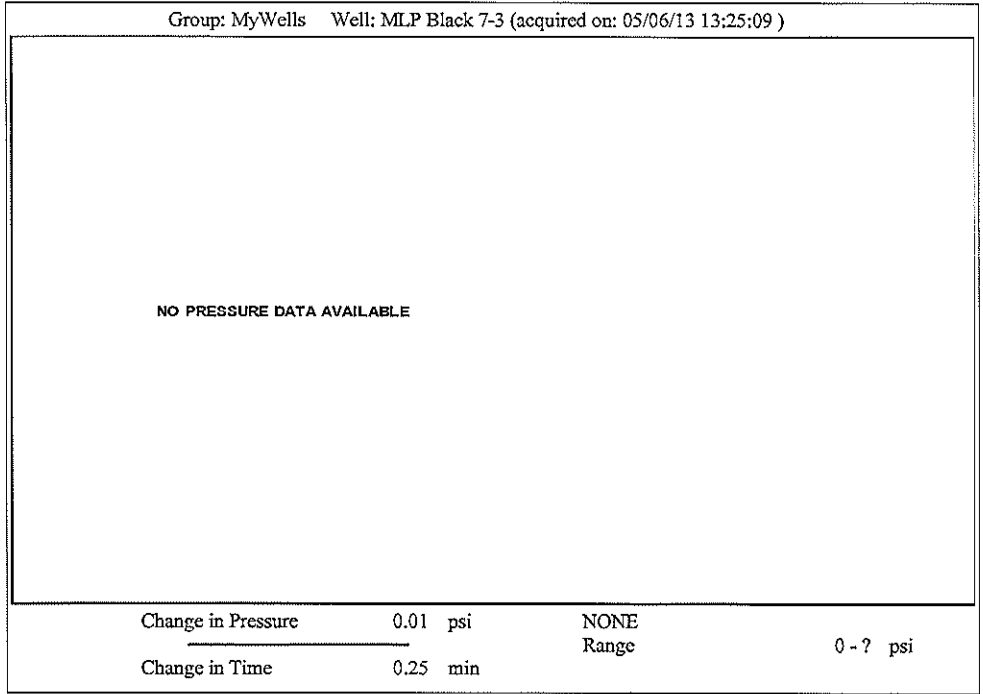 Group: MyWells Well: MLP Black 7-3 (acquired on: 05/06/13 13:25:09 )
NO PRESSURE DATA AVAILABLE
Change in Pressure 0.01 psi NONE
Range 0 - ? psi
Change in Time 0.25 min